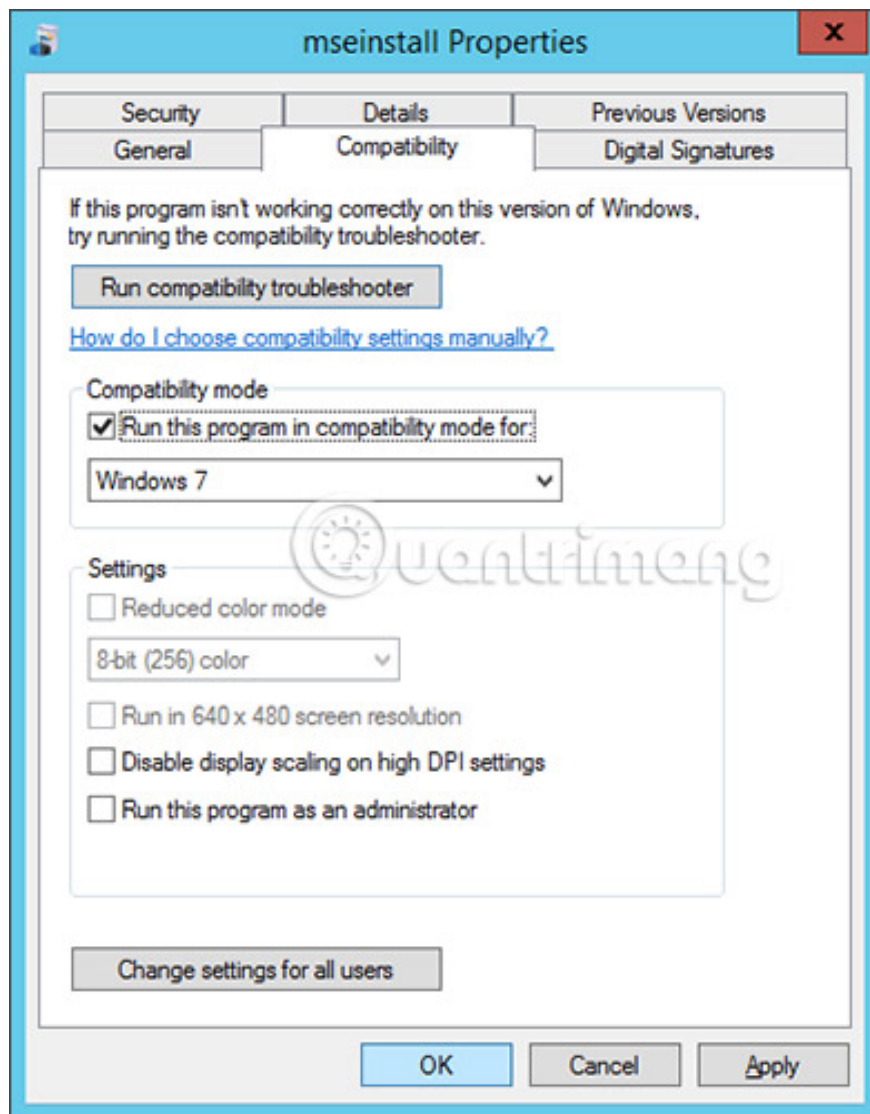 mseinstall Properties
x
Security Details Previous Versions
General Compatibility Digital Signatures
If this program isn't working correctly on this version of Windows,
try running the compatibility troubleshooter.
Run compatibility troubleshooter
How do I choose compatibility settings manually?
Compatibility mode
Run this program in compatibility mode for:
Windows 7
Quantrimang
Settings
Reduced color mode
8-bit (256) color
Run in 640 x 480 screen resolution
Disable display scaling on high DPI settings
Run this program as an administrator
Change settings for all users
OK Cancel Apply